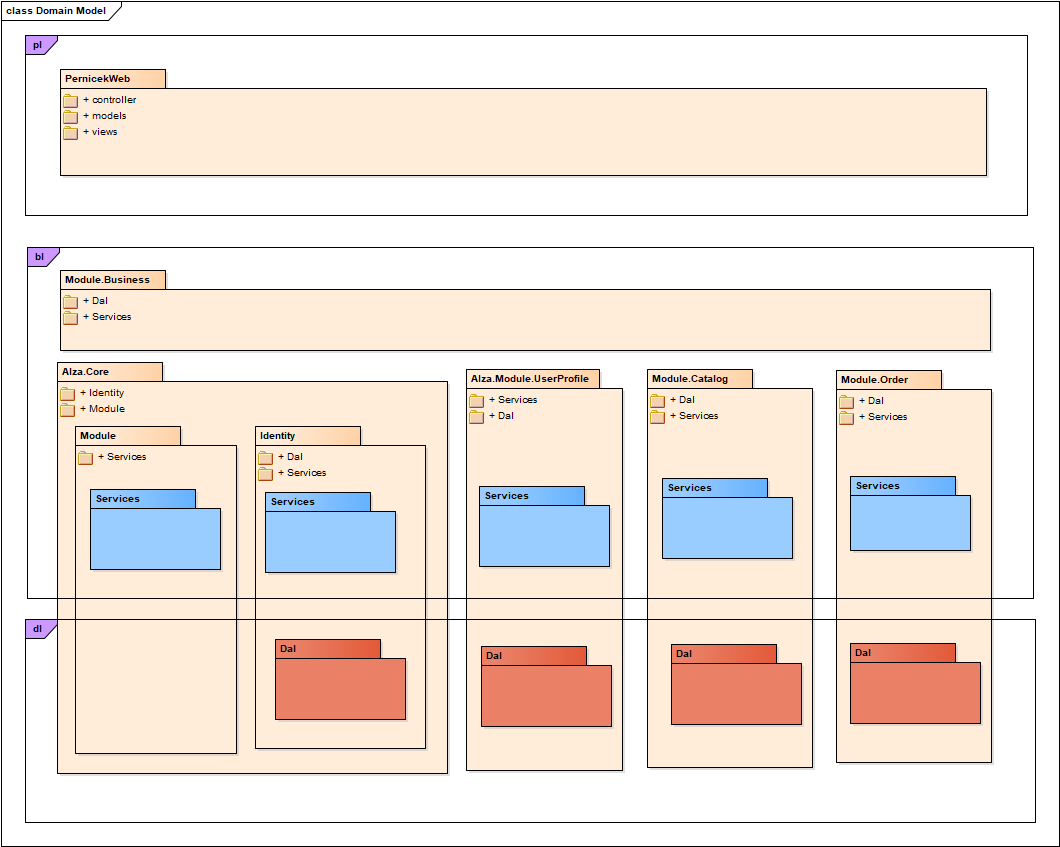 class Domain Model
pl
PernicekWeb
+ controller
+ models
+ views
bl
Module.Business
+ Dal
+ Services
Alza.Core
+ Identity
+ Module
Module
+ Services
Services
Identity
+ Dal
+ Services
Services
Alza.Module.UserProfile
+ Services
+ Dal
Services
Module.Catalog
+ Dal
+ Services
Services
Module.Order
+ Dal
+ Services
Services
dl
Dal
Dal
Dal
Dal